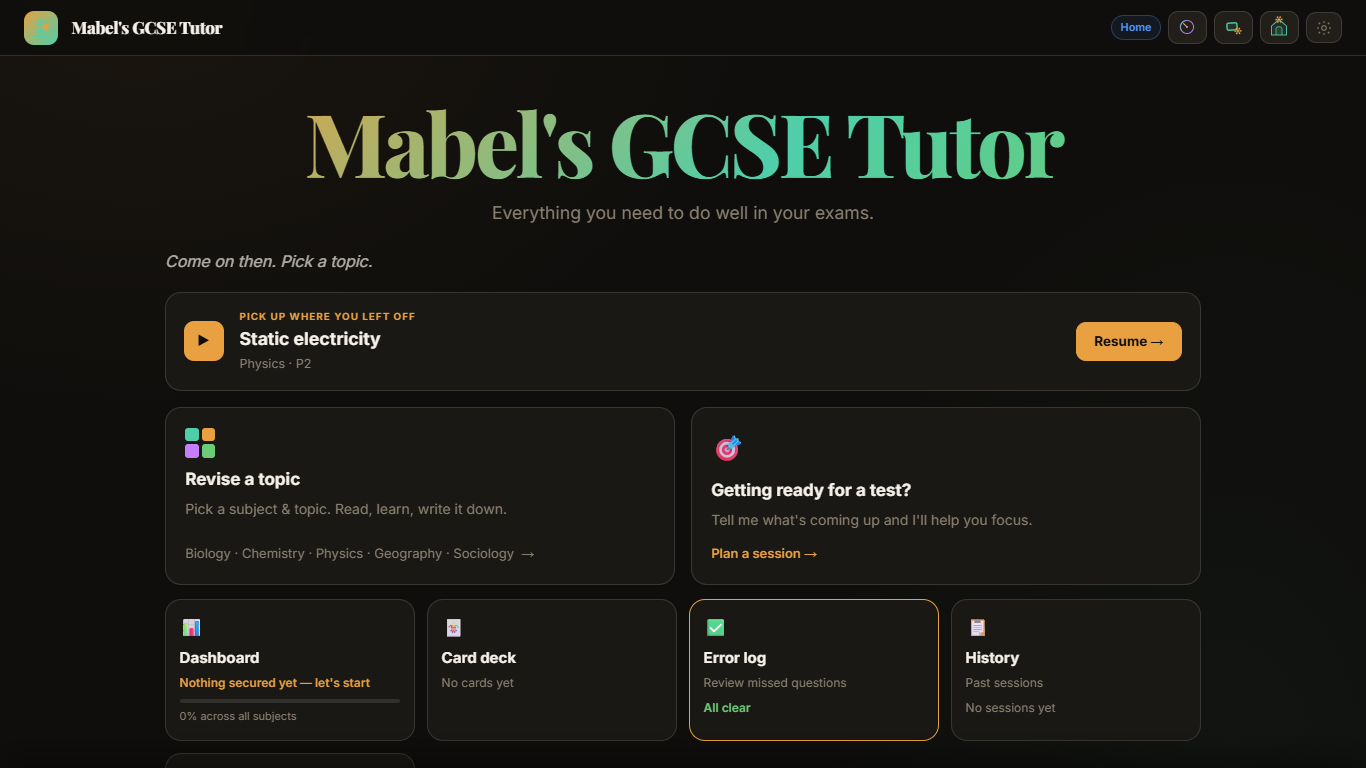 Mabel's GCSE Tutor
Home
Mabel's GCSE Tutor
Everything you need to do well in your exams.
Come on then. Pick a topic.
PICK UP WHERE YOU LEFT OFF
Static electricity
Physics · P2
Resume →
Revise a topic
Pick a subject & topic. Read, learn, write it down.
Biology · Chemistry · Physics · Geography · Sociology →
Getting ready for a test?
Tell me what's coming up and I'll help you focus.
Plan a session →
Dashboard
Nothing secured yet — let's start
0% across all subjects
Card deck
No cards yet
Error log
Review missed questions
All clear
History
Past sessions
No sessions yet